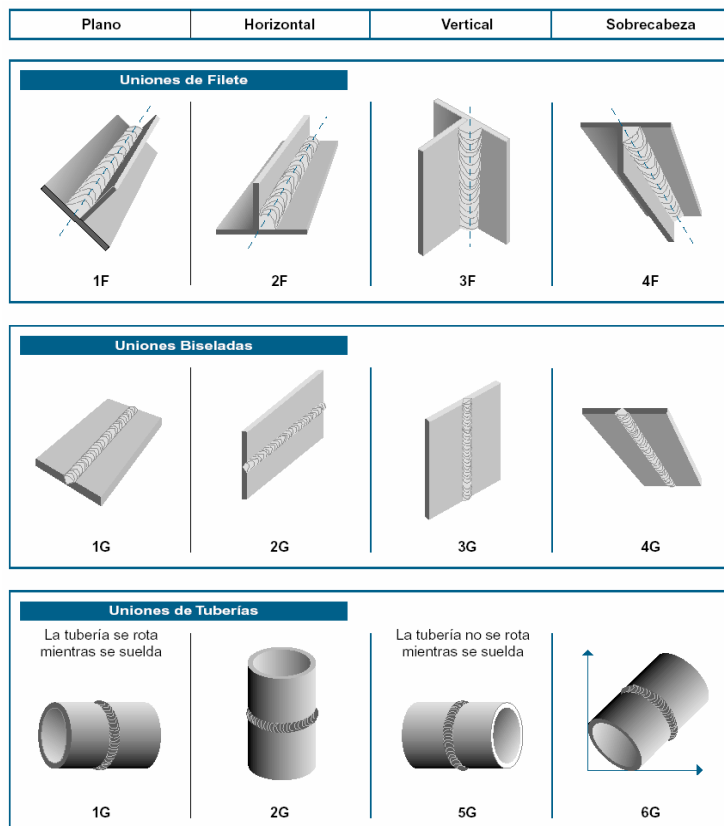 Plano Horizontal Vertical Sobrecabeza
Uniones de Filete
1F 2F 3F 4F
Uniones Biseladas
1G 2G 3G 4G
Uniones de Tuberías
La tubería se rota
mientras se suelda
La tubería no se rota
mientras se suelda
1G 2G 5G 6G